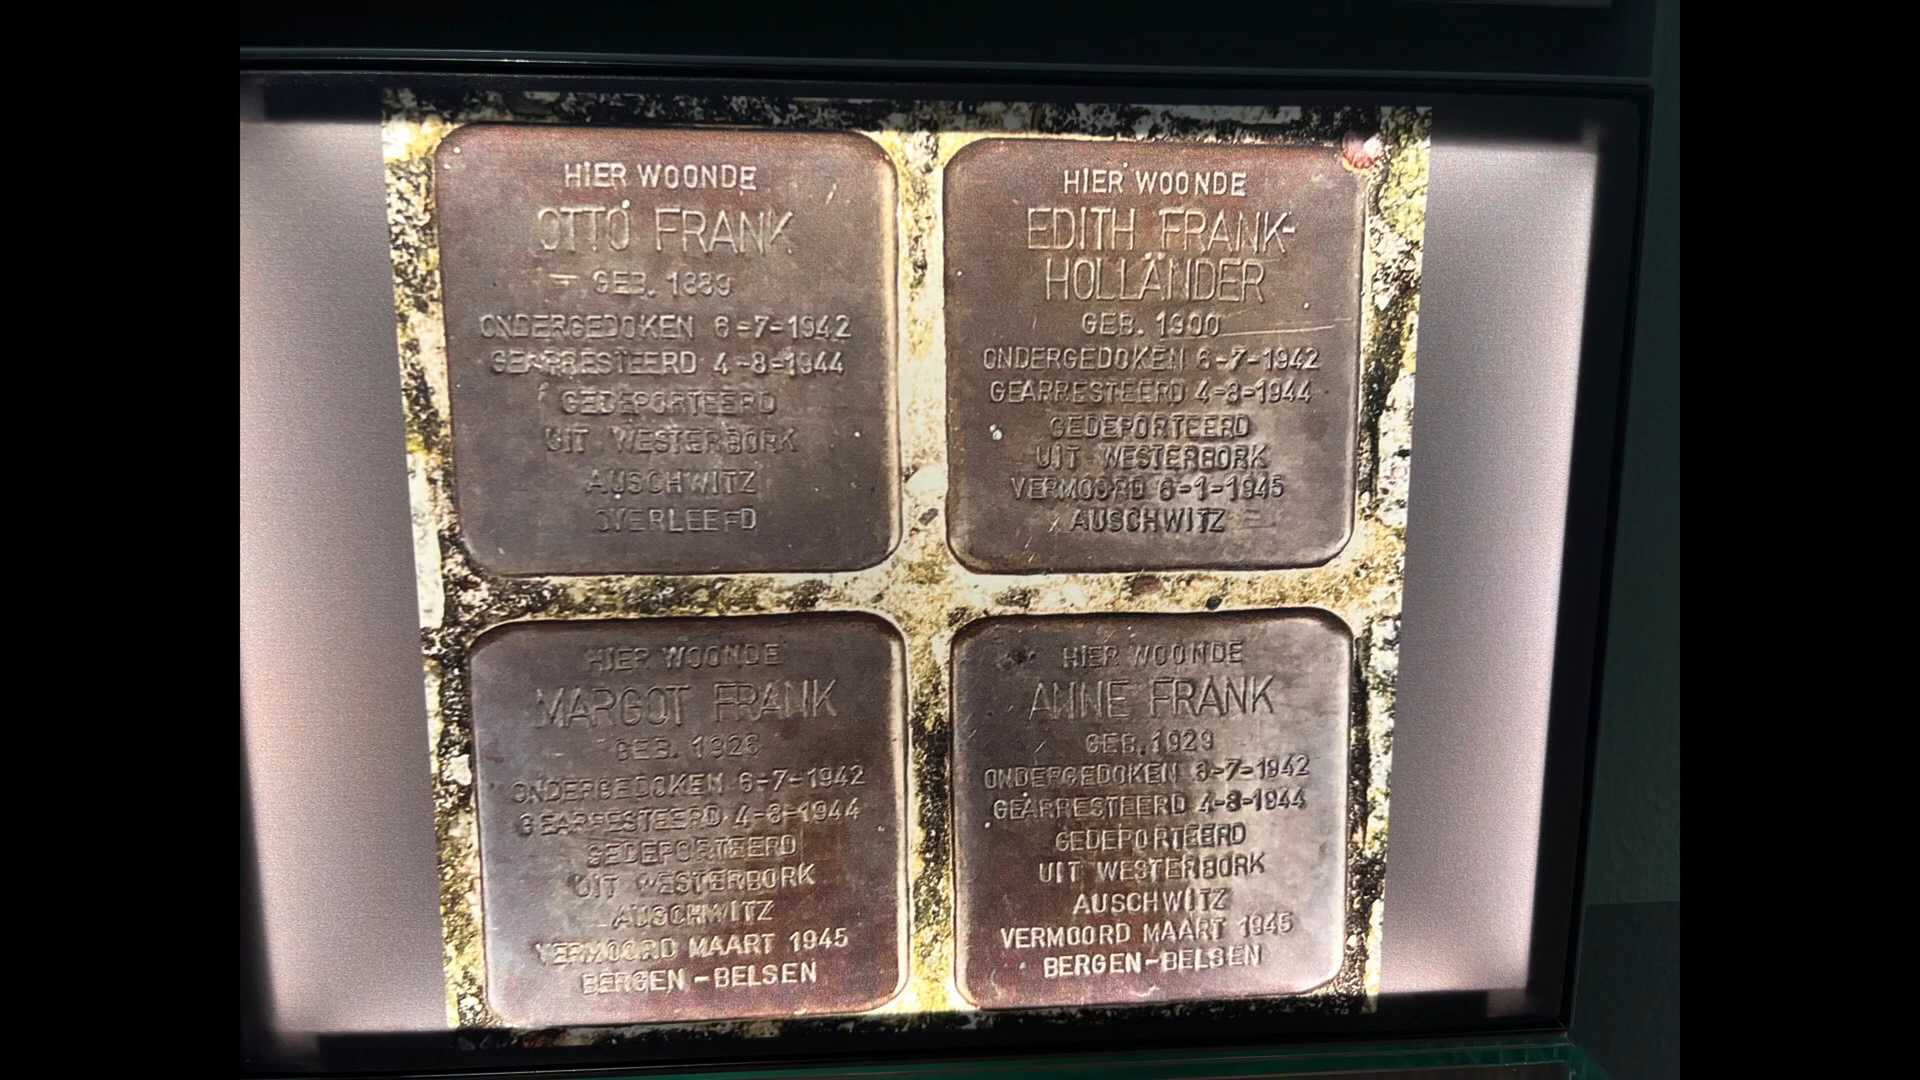 HIER WOONDE
OTTO FRANK
GEB. 1889
ONDERGEDOKEN 6-7-1942
GEARRESTEERD 4-8-1944
GEDEPORTEERD
UIT WESTERBORK
AUSCHWITZ
OVERLEEFD
HIER WOONDE
EDITH FRANK-
HOLLÄNDER
GEB. 1900
ONDERGEDOKEN 6-7-1942
GEARRESTEERD 4-8-1944
GEDEPORTEERD
UIT WESTERBORK
VERMOORD 6-1-1945
AUSCHWITZ
HIER WOONDE
MARGOT FRANK
GEB. 1926
ONDERGEDOKEN 6-7-1942
GEARRESTEERD 4-8-1944
GEDEPORTEERD
UIT WESTERBORK
AUSCHWITZ
VERMOORD MAART 1945
BERGEN-BELSEN
HIER WOONDE
ANNE FRANK
GEB. 1929
ONDERGEDOKEN 6-7-1942
GEARRESTEERD 4-8-1944
GEDEPORTEERD
UIT WESTERBORK
AUSCHWITZ
VERMOORD MAART 1945
BERGEN-BELSEN